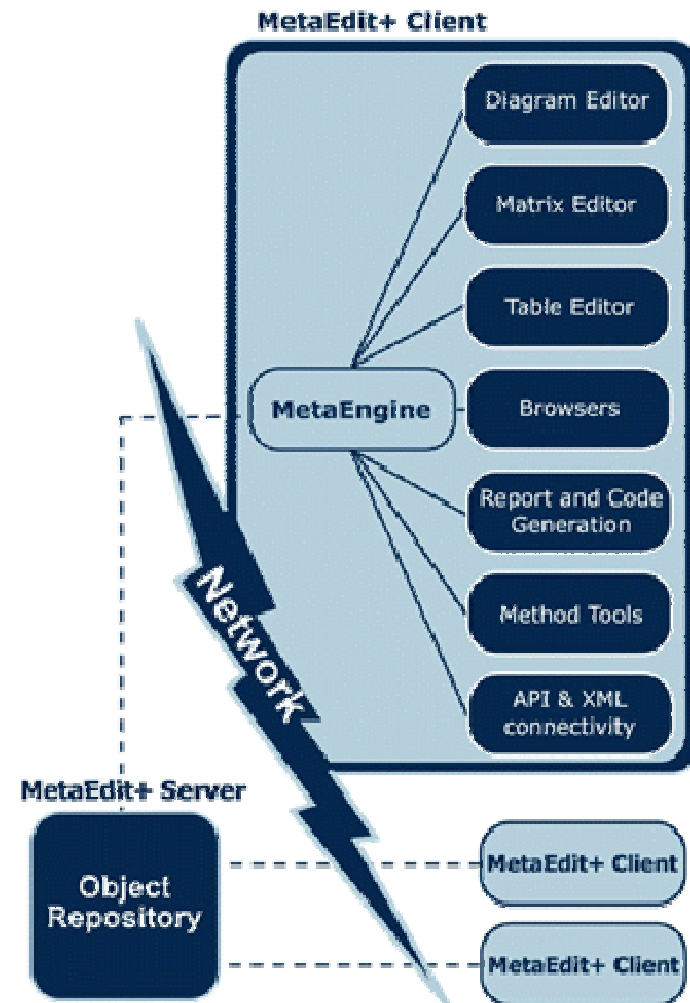 MetaEdit+ Client
Diagram Editor
Matrix Editor
Table Editor
MetaEngine
Browsers
Report and Code
Generation
Method Tools
API & XML
connectivity
Network
MetaEdit+ Server
Object
Repository
MetaEdit+ Client
MetaEdit+ Client